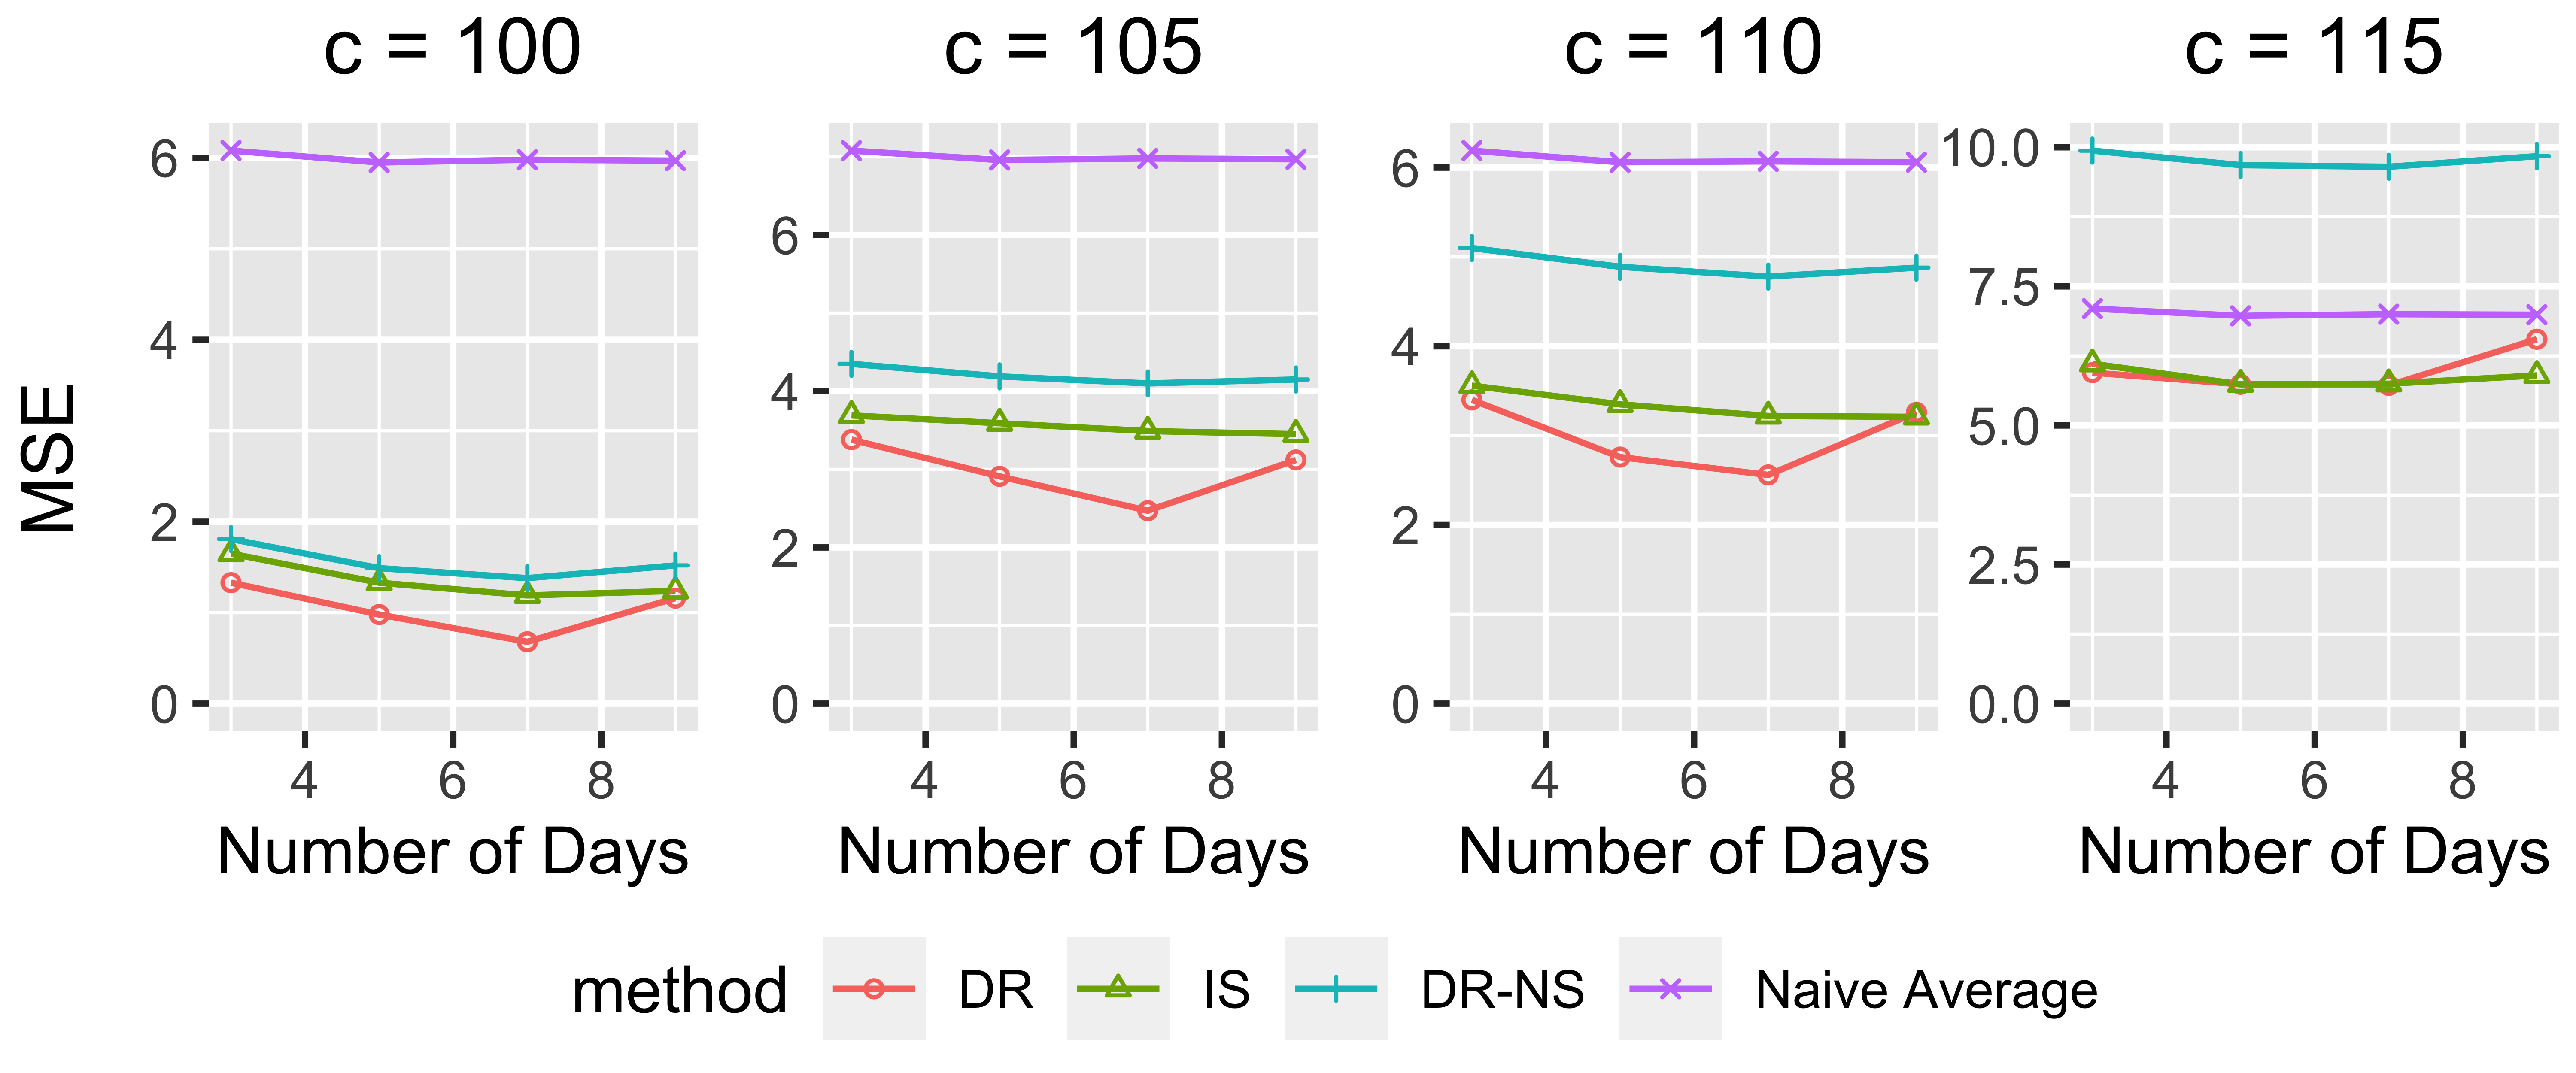 c = 100
c = 105
c = 110
c = 115
MSE
6
4
2
0
4 6 8
Number of Days
6
4
2
0
4 6 8
Number of Days
6
4
2
0
4 6 8
Number of Days
10.0
7.5
5.0
2.5
0.0
4 6 8
Number of Days
method DR IS DR-NS Naive Average